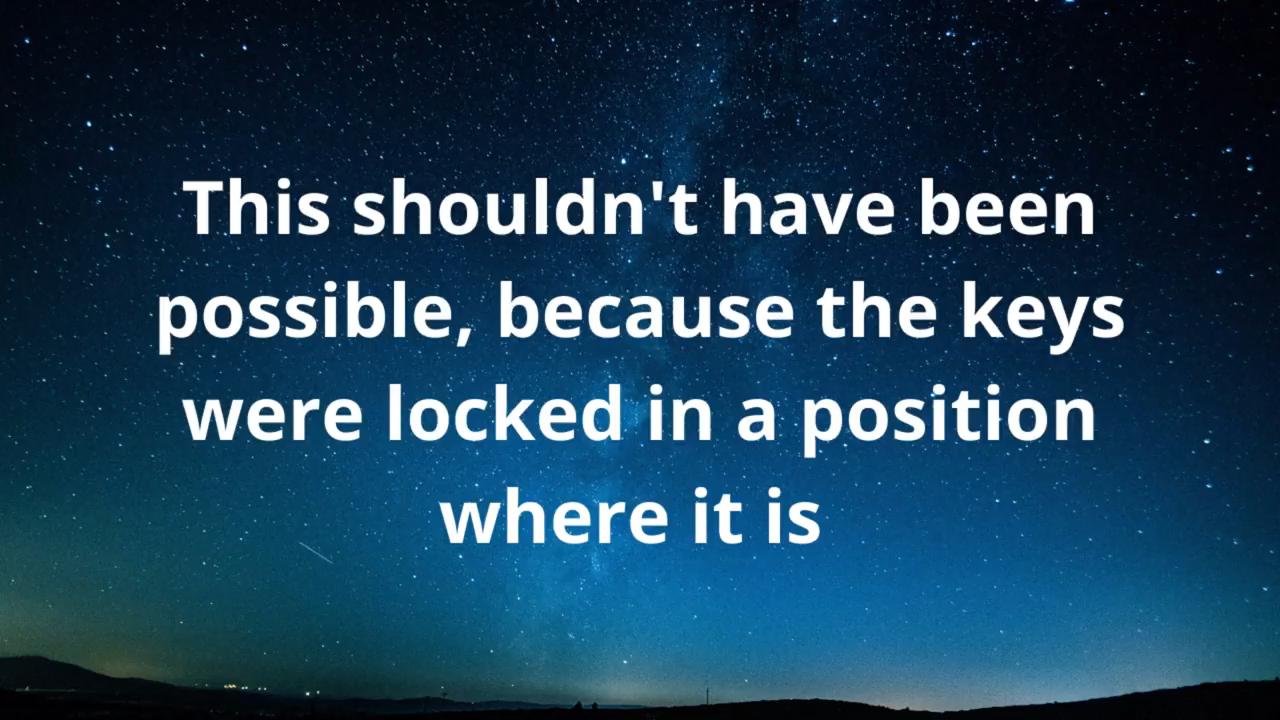 This shouldn't have been
possible, because the keys
were locked in a position
where it is